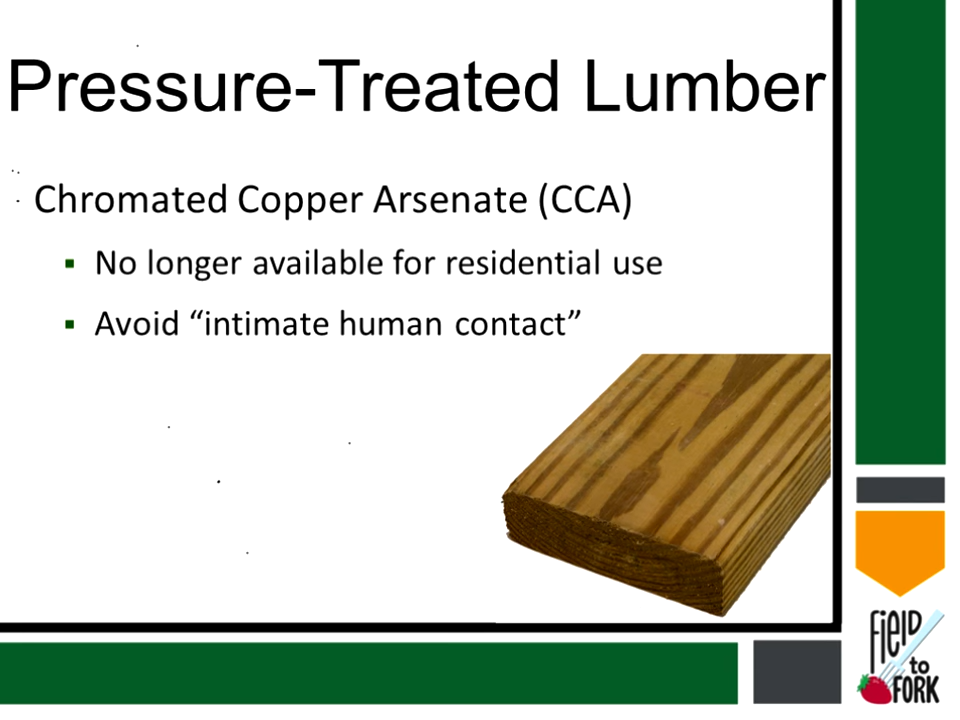 Pressure-Treated Lumber
Chromated Copper Arsenate (CCA)
▪ No longer available for residential use
▪ Avoid “intimate human contact”
FiELD
to
FORK